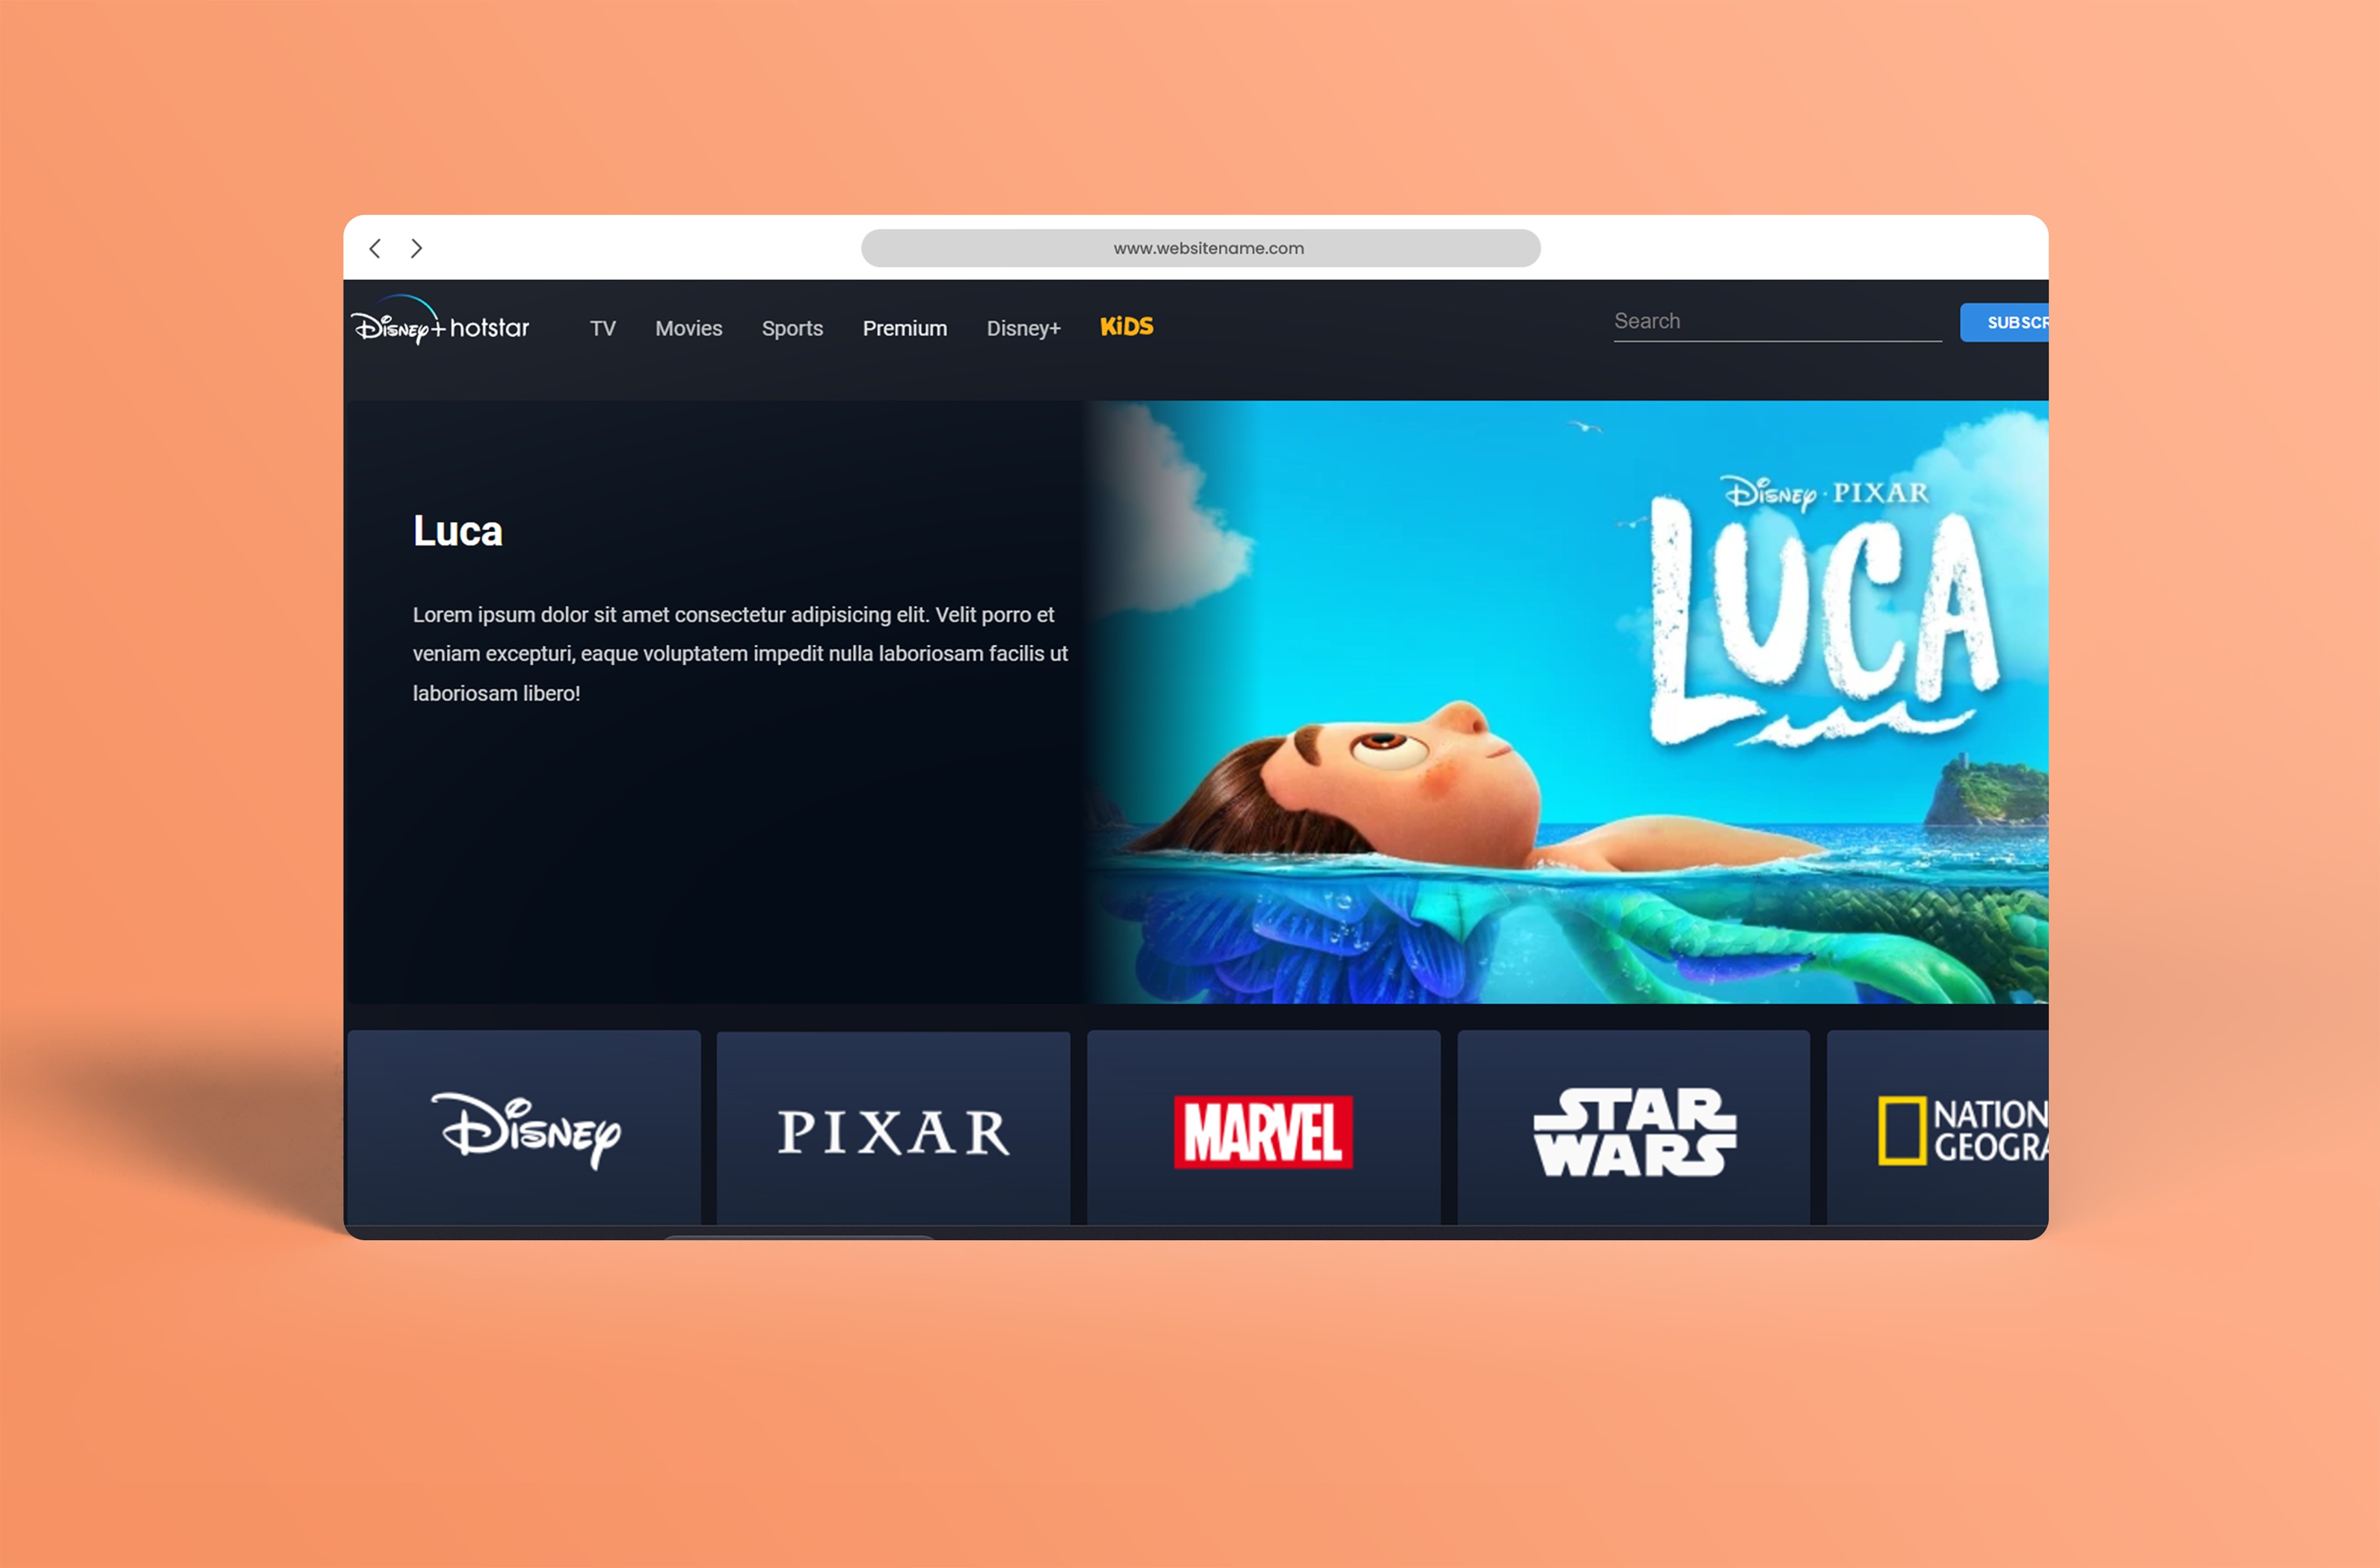 www.websitename.com
Disney+ hotstar TV Movies Sports Premium Disney+ KiDS Search SUBSCR
Luca
Lorem ipsum dolor sit amet consectetur adipisicing elit. Velit porro et
veniam excepturi, eaque voluptatem impedit nulla laboriosam facilis ut
laboriosam libero!
Disney · PIXAR
LUCA
Disney
PIXAR
MARVEL
STAR
WARS
NATION
GEOGRA